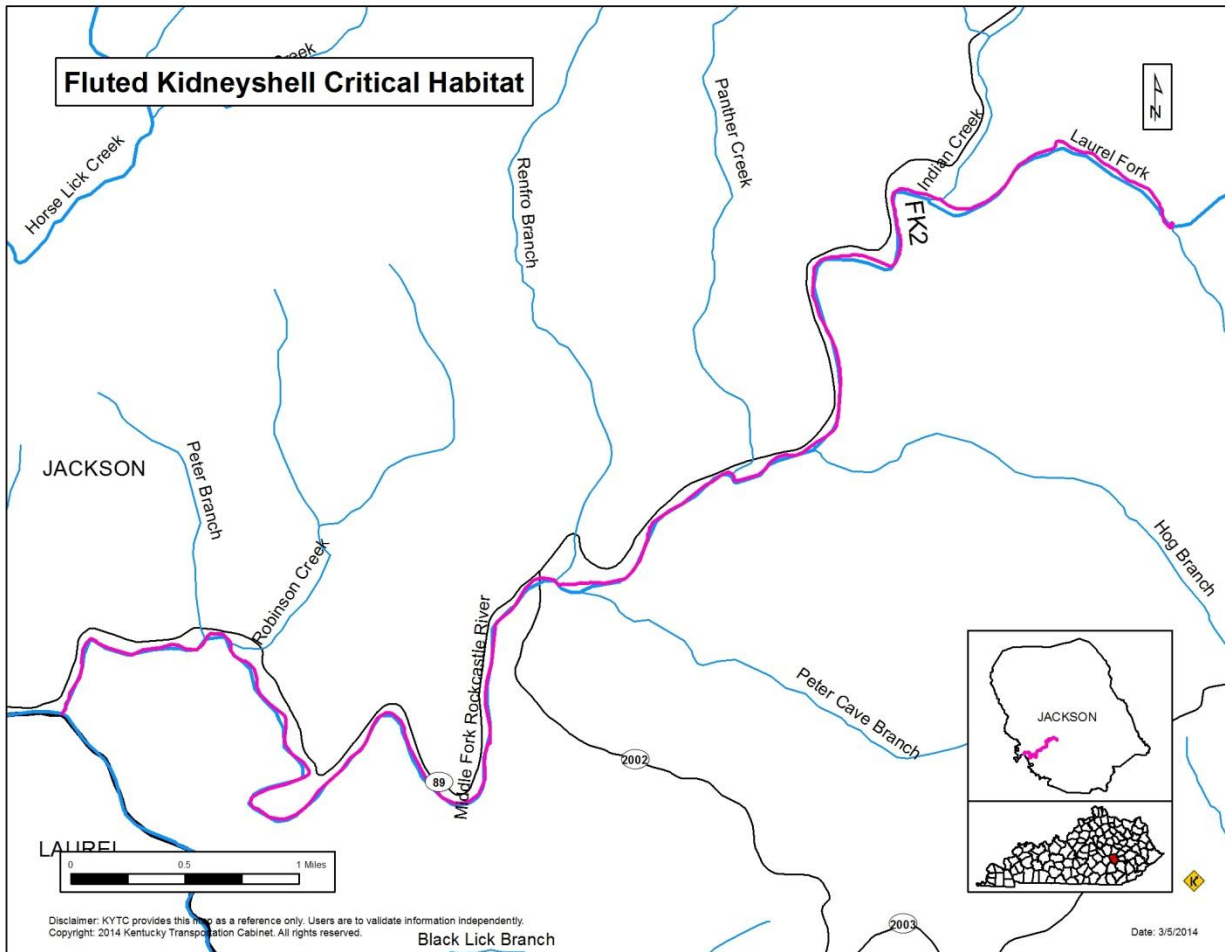 Fluted Kidneyshell Critical Habitat
Creek
Horse Lick Creek
Renfro Branch
Panther Creek
Indian Creek
Laurel Fork
N
FK2
JACKSON
Peter Branch
Robinson Creek
Middle Fork Rockcastle River
Hog Branch
Peter Cave Branch
89
2002
2003
JACKSON
LAUREL
0 0.5 1 Miles
Disclaimer: KYTC provides this map as a reference only. Users are to validate information independently.
Copyright: 2014 Kentucky Transportation Cabinet. All rights reserved.
Black Lick Branch
Date: 3/5/2014